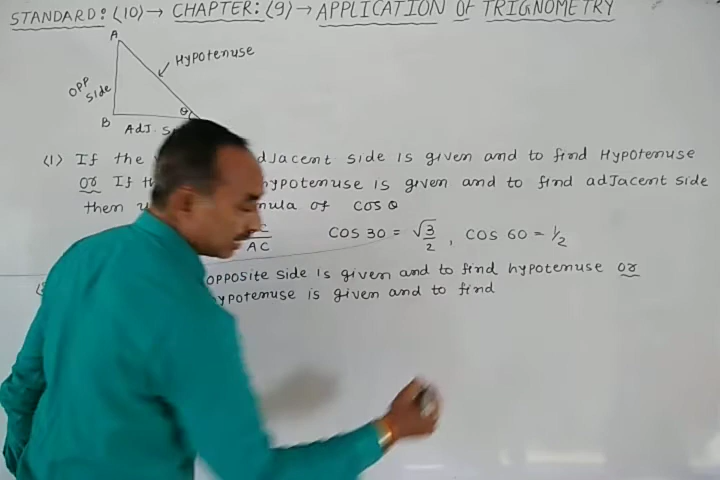 STANDARD: (10) → CHAPTER: (9) → APPLICATION Of TRIGNOMETRY
A
HYPotenuse
OPP
side
θ
B
AdJ.
(1) If the dJacent side is given and to find HYPotenuse
OR If hypotenuse is given and to find adJacent side
then of cos θ
AC
COS 30 = √3/2 , COS 60 = 1/2
OPPosite side is given and to find hypotenuse or
hypotenuse is given and to find